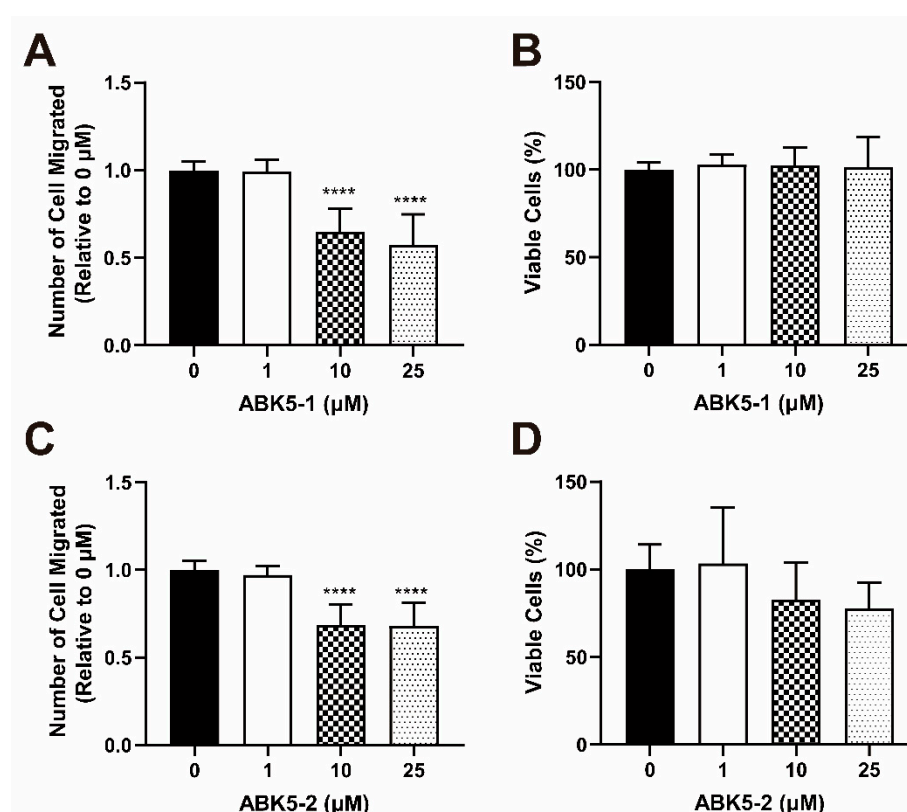 A
Number of Cell Migrated
(Relative to 0 µM)
1.5
1.0
0.5
0.0
****
****
0 1 10 25
ABK5-1 (µM)
B
Viable Cells (%)
150
100
50
0
0 1 10 25
ABK5-1 (µM)
C
Number of Cell Migrated
(Relative to 0 µM)
1.5
1.0
0.5
0.0
****
****
0 1 10 25
ABK5-2 (µM)
D
Viable Cells (%)
150
100
50
0
0 1 10 25
ABK5-2 (µM)